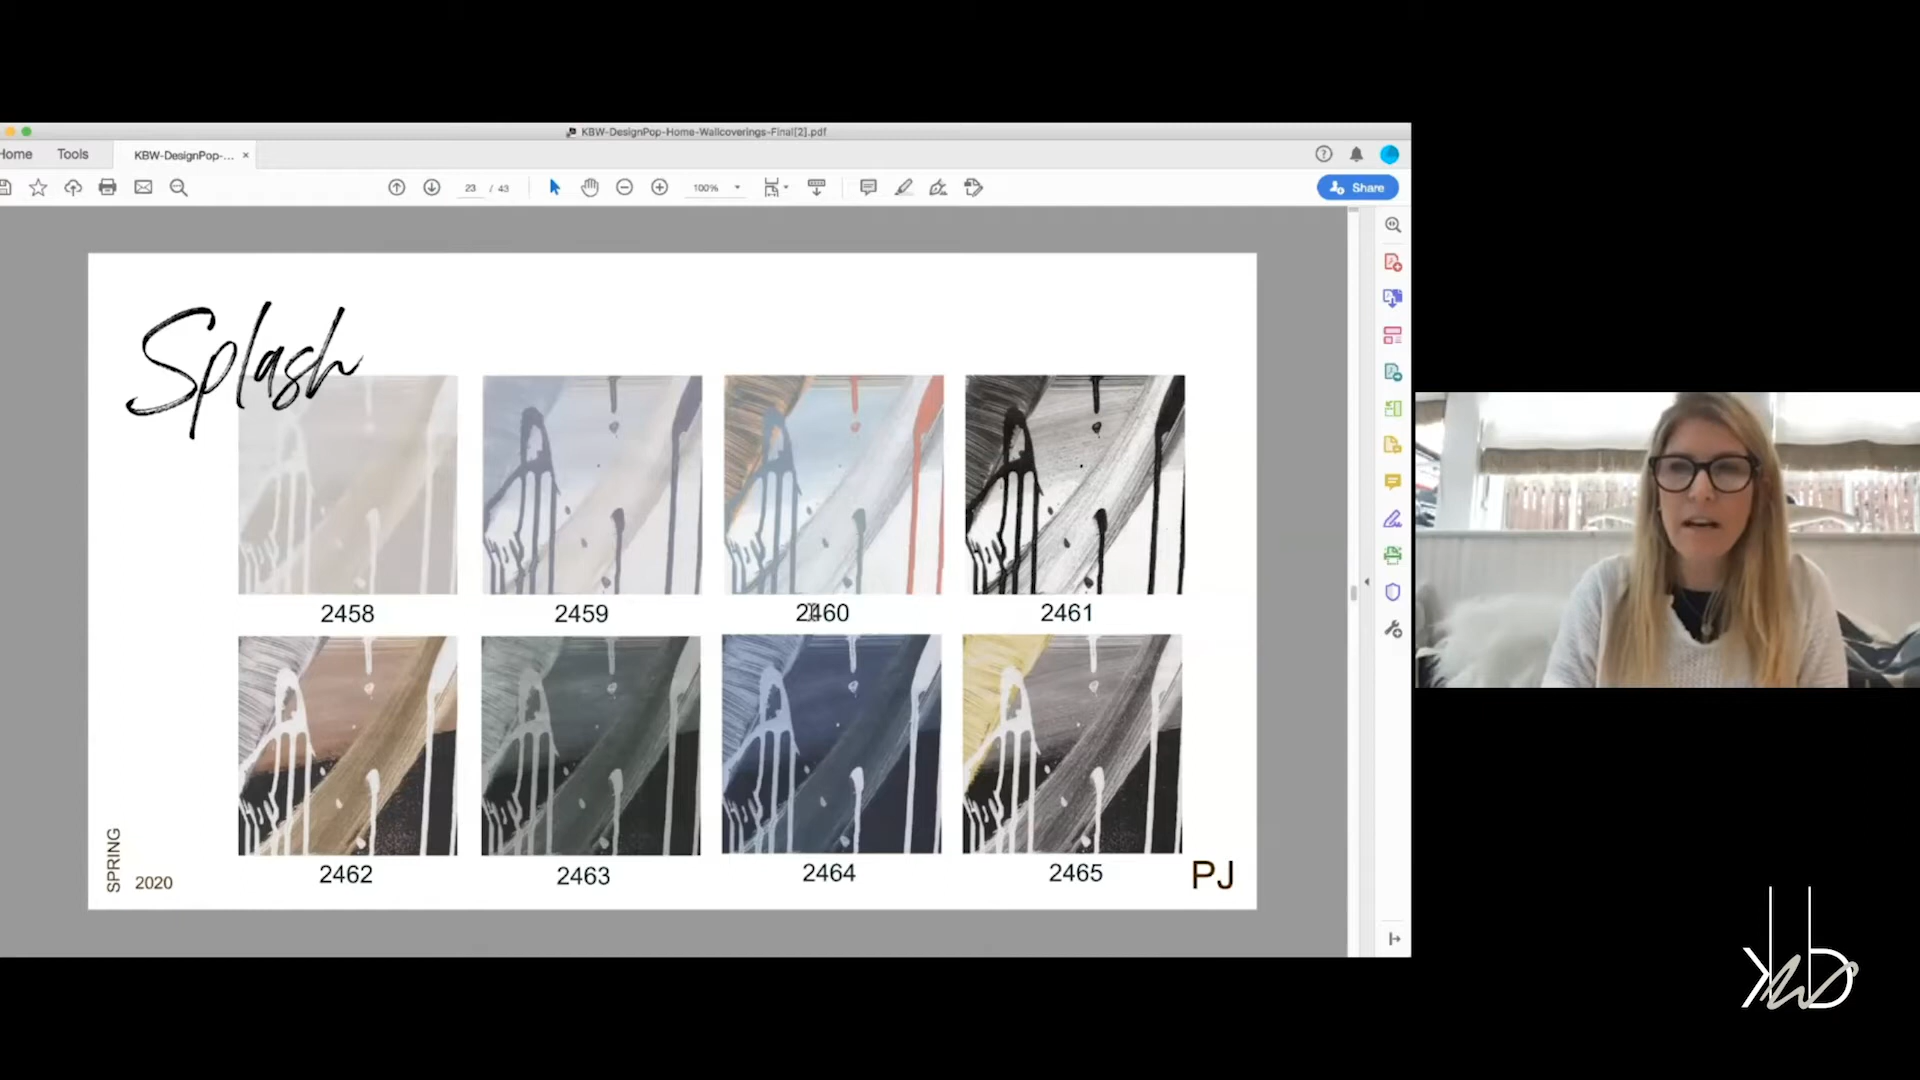 KBW-DesignPop-Home-Wallcoverings-Final[2].pdf
Home
Tools
KBW-DesignPop-...
23 / 43
100%
Share
Splash
2458
2459
2460
2461
2462
2463
2464
2465
SPRING
2020
PJ
kbw